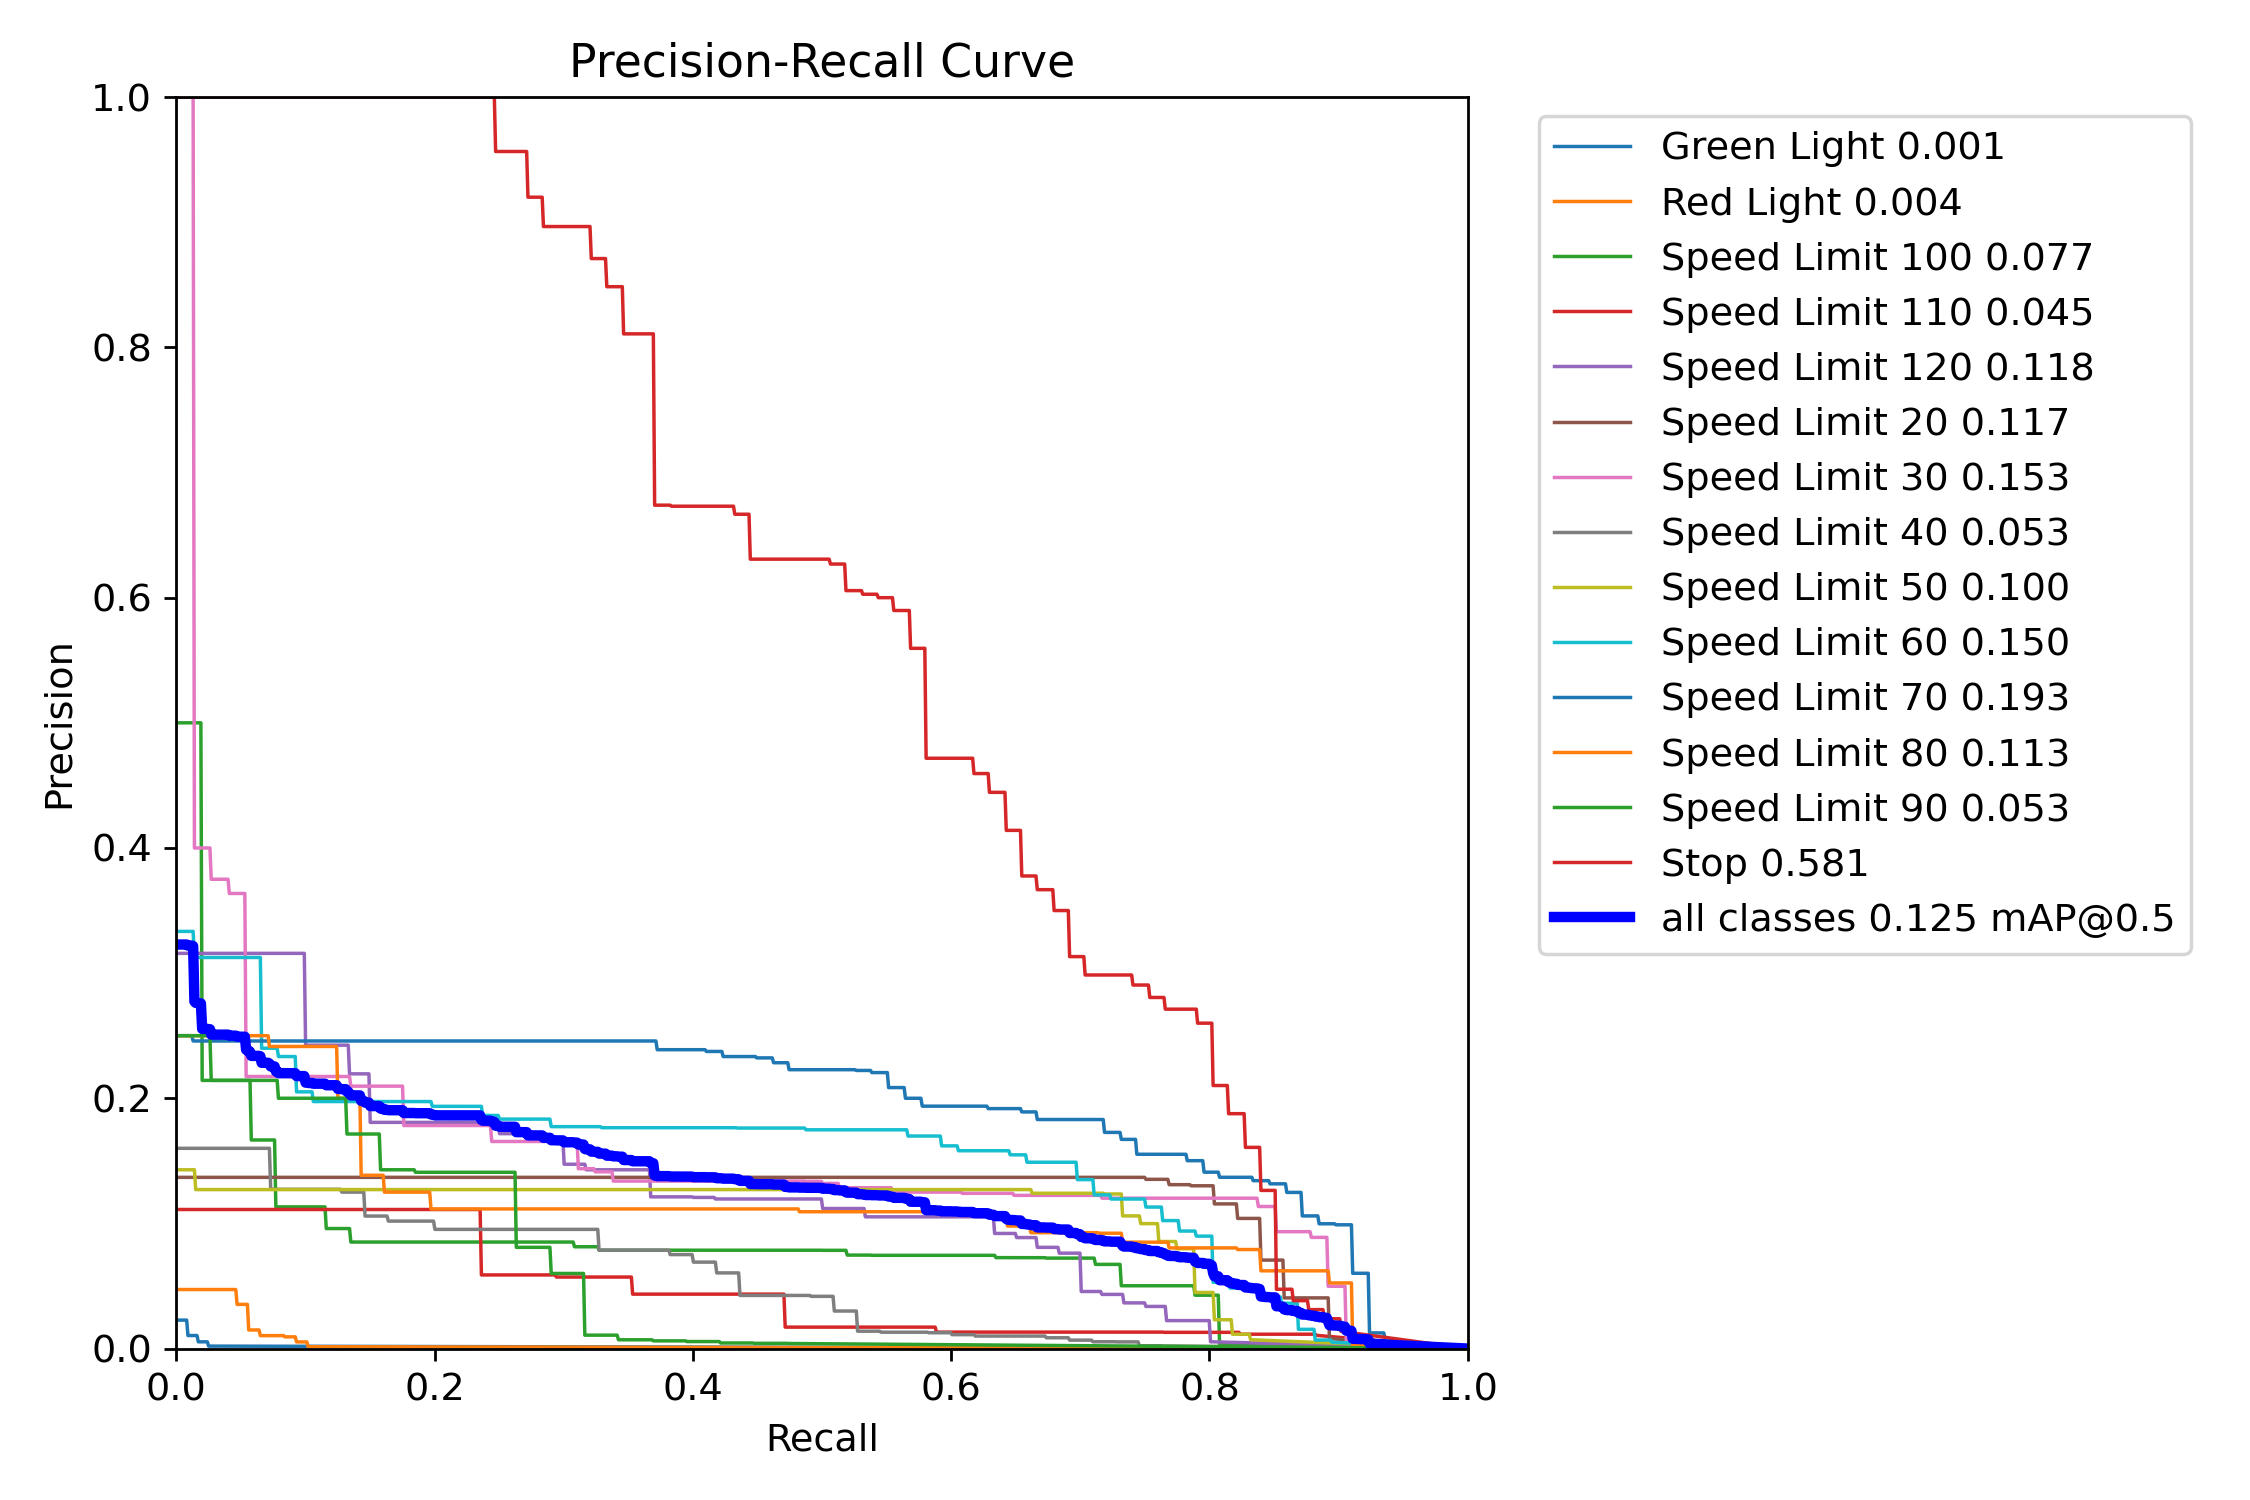 Precision-Recall Curve
1.0
0.8
0.6
0.4
0.2
0.0
Precision
0.0 0.2 0.4 0.6 0.8 1.0
Recall
Green Light 0.001
Red Light 0.004
Speed Limit 100 0.077
Speed Limit 110 0.045
Speed Limit 120 0.118
Speed Limit 20 0.117
Speed Limit 30 0.153
Speed Limit 40 0.053
Speed Limit 50 0.100
Speed Limit 60 0.150
Speed Limit 70 0.193
Speed Limit 80 0.113
Speed Limit 90 0.053
Stop 0.581
all classes 0.125 mAP@0.5